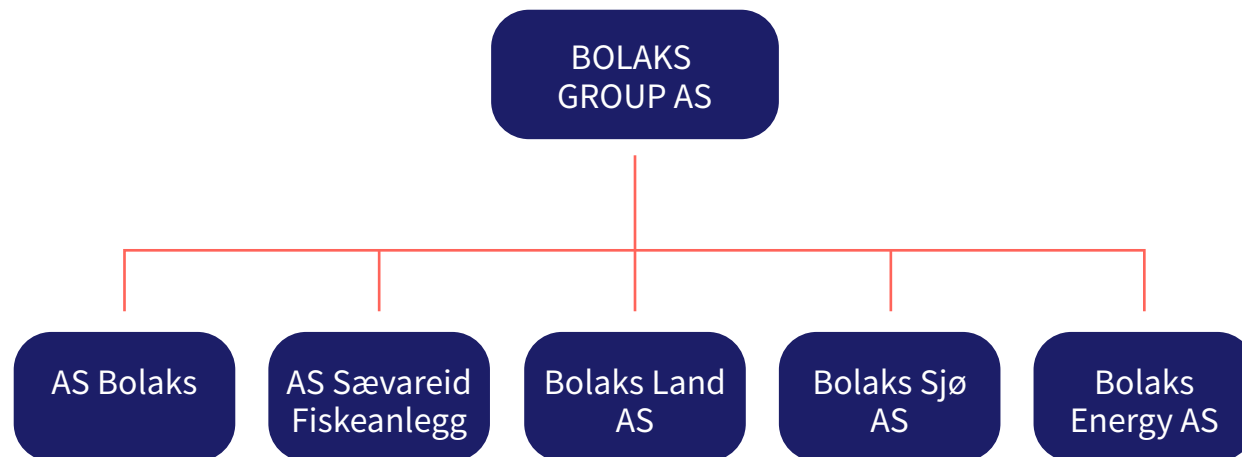 BOLAKS
GROUP AS
AS Bolaks
AS Sævareid
Fiskeanlegg
Bolaks Land
AS
Bolaks Sjø
AS
Bolaks
Energy AS